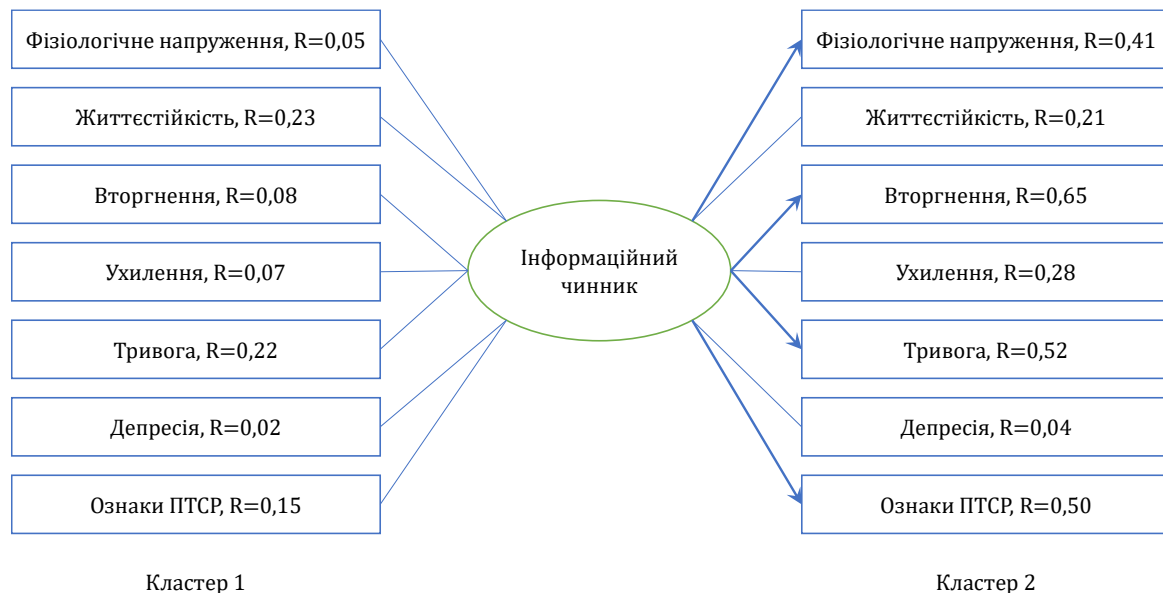 Фізіологічне напруження, R=0,05
Життєстійкість, R=0,23
Вторгнення, R=0,08
Ухилення, R=0,07
Тривога, R=0,22
Депресія, R=0,02
Ознаки ПТСР, R=0,15
Кластер 1
Інформаційний
чинник
Фізіологічне напруження, R=0,41
Життєстійкість, R=0,21
Вторгнення, R=0,65
Ухилення, R=0,28
Тривога, R=0,52
Депресія, R=0,04
Ознаки ПТСР, R=0,50
Кластер 2